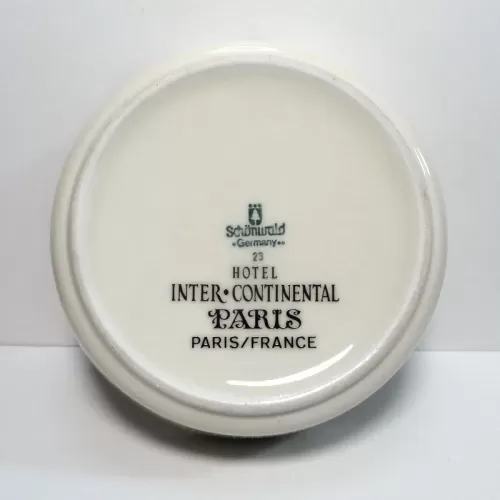 Schönwald
Germany
23
HOTEL
INTER•CONTINENTAL
PARIS
PARIS/FRANCE